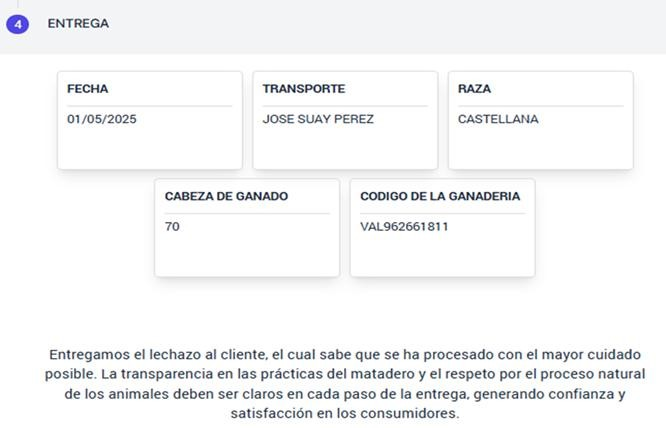 4 ENTREGA
FECHA
01/05/2025
TRANSPORTE
JOSE SUAY PEREZ
RAZA
CASTELLANA
CABEZA DE GANADO
70
CODIGO DE LA GANADERIA
VAL962661811
Entregamos el lechazo al cliente, el cual sabe que se ha procesado con el mayor cuidado
posible. La transparencia en las prácticas del matadero y el respeto por el proceso natural
de los animales deben ser claros en cada paso de la entrega, generando confianza y
satisfacción en los consumidores.